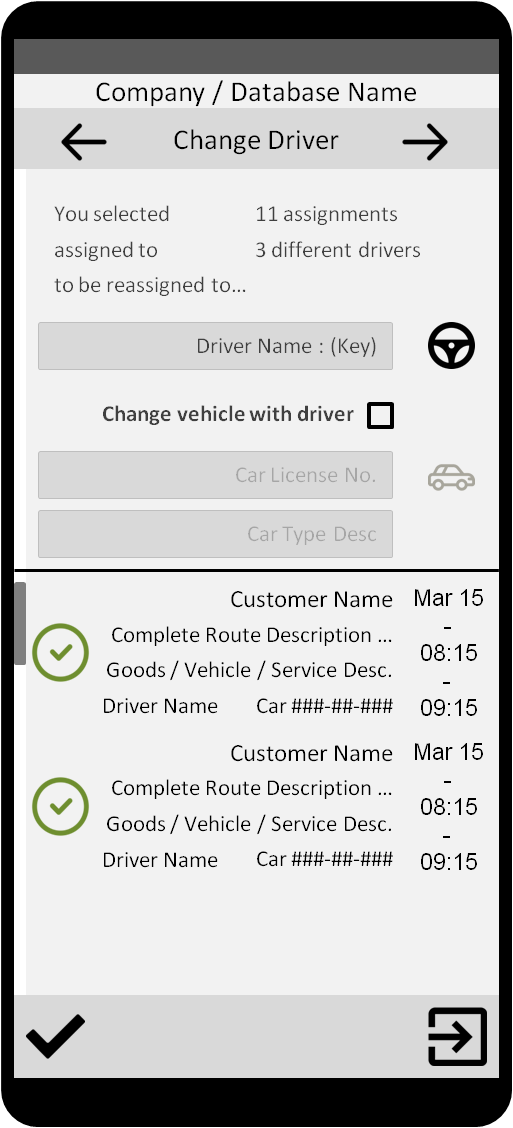 Company / Database Name
Change Driver
You selected 11 assignments
assigned to 3 different drivers
to be reassigned to...
Driver Name : (Key)
Change vehicle with driver
Car License No.
Car Type Desc
Customer Name Mar 15
Complete Route Description ... -
08:15
Goods / Vehicle / Service Desc. -
Driver Name Car ###-##-### 09:15
Customer Name Mar 15
Complete Route Description ... -
08:15
Goods / Vehicle / Service Desc. -
Driver Name Car ###-##-### 09:15